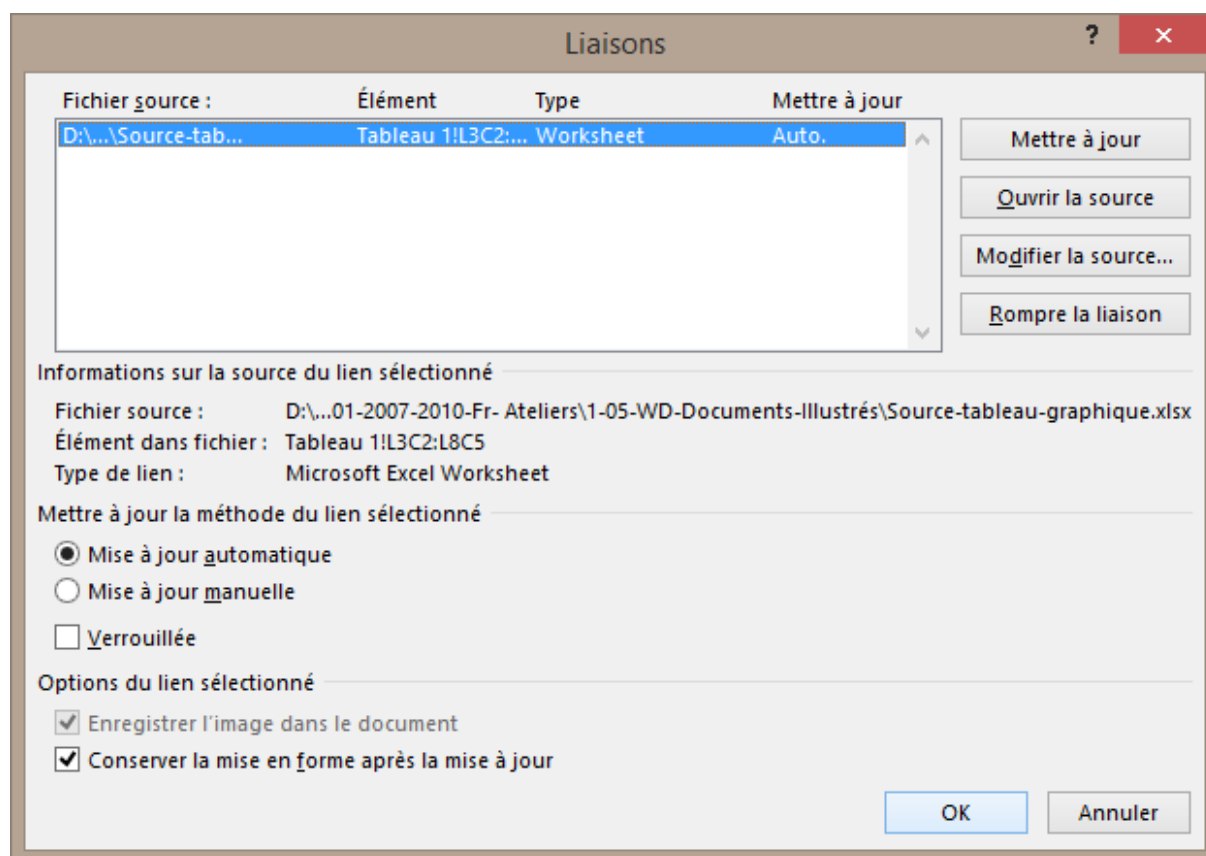 Liaisons
? ×
Fichier source : Élément Type Mettre à jour
D:\...\Source-tab... Tableau 1!L3C2:... Worksheet Auto.
Mettre à jour
Ouvrir la source
Modifier la source...
Rompre la liaison
Informations sur la source du lien sélectionné
Fichier source : D:\...01-2007-2010-Fr- Ateliers\1-05-WD-Documents-Illustrés\Source-tableau-graphique.xlsx
Élément dans fichier : Tableau 1!L3C2:L8C5
Type de lien : Microsoft Excel Worksheet
Mettre à jour la méthode du lien sélectionné
Mise à jour automatique
Mise à jour manuelle
Verrouillée
Options du lien sélectionné
Enregistrer l'image dans le document
Conserver la mise en forme après la mise à jour
OK Annuler